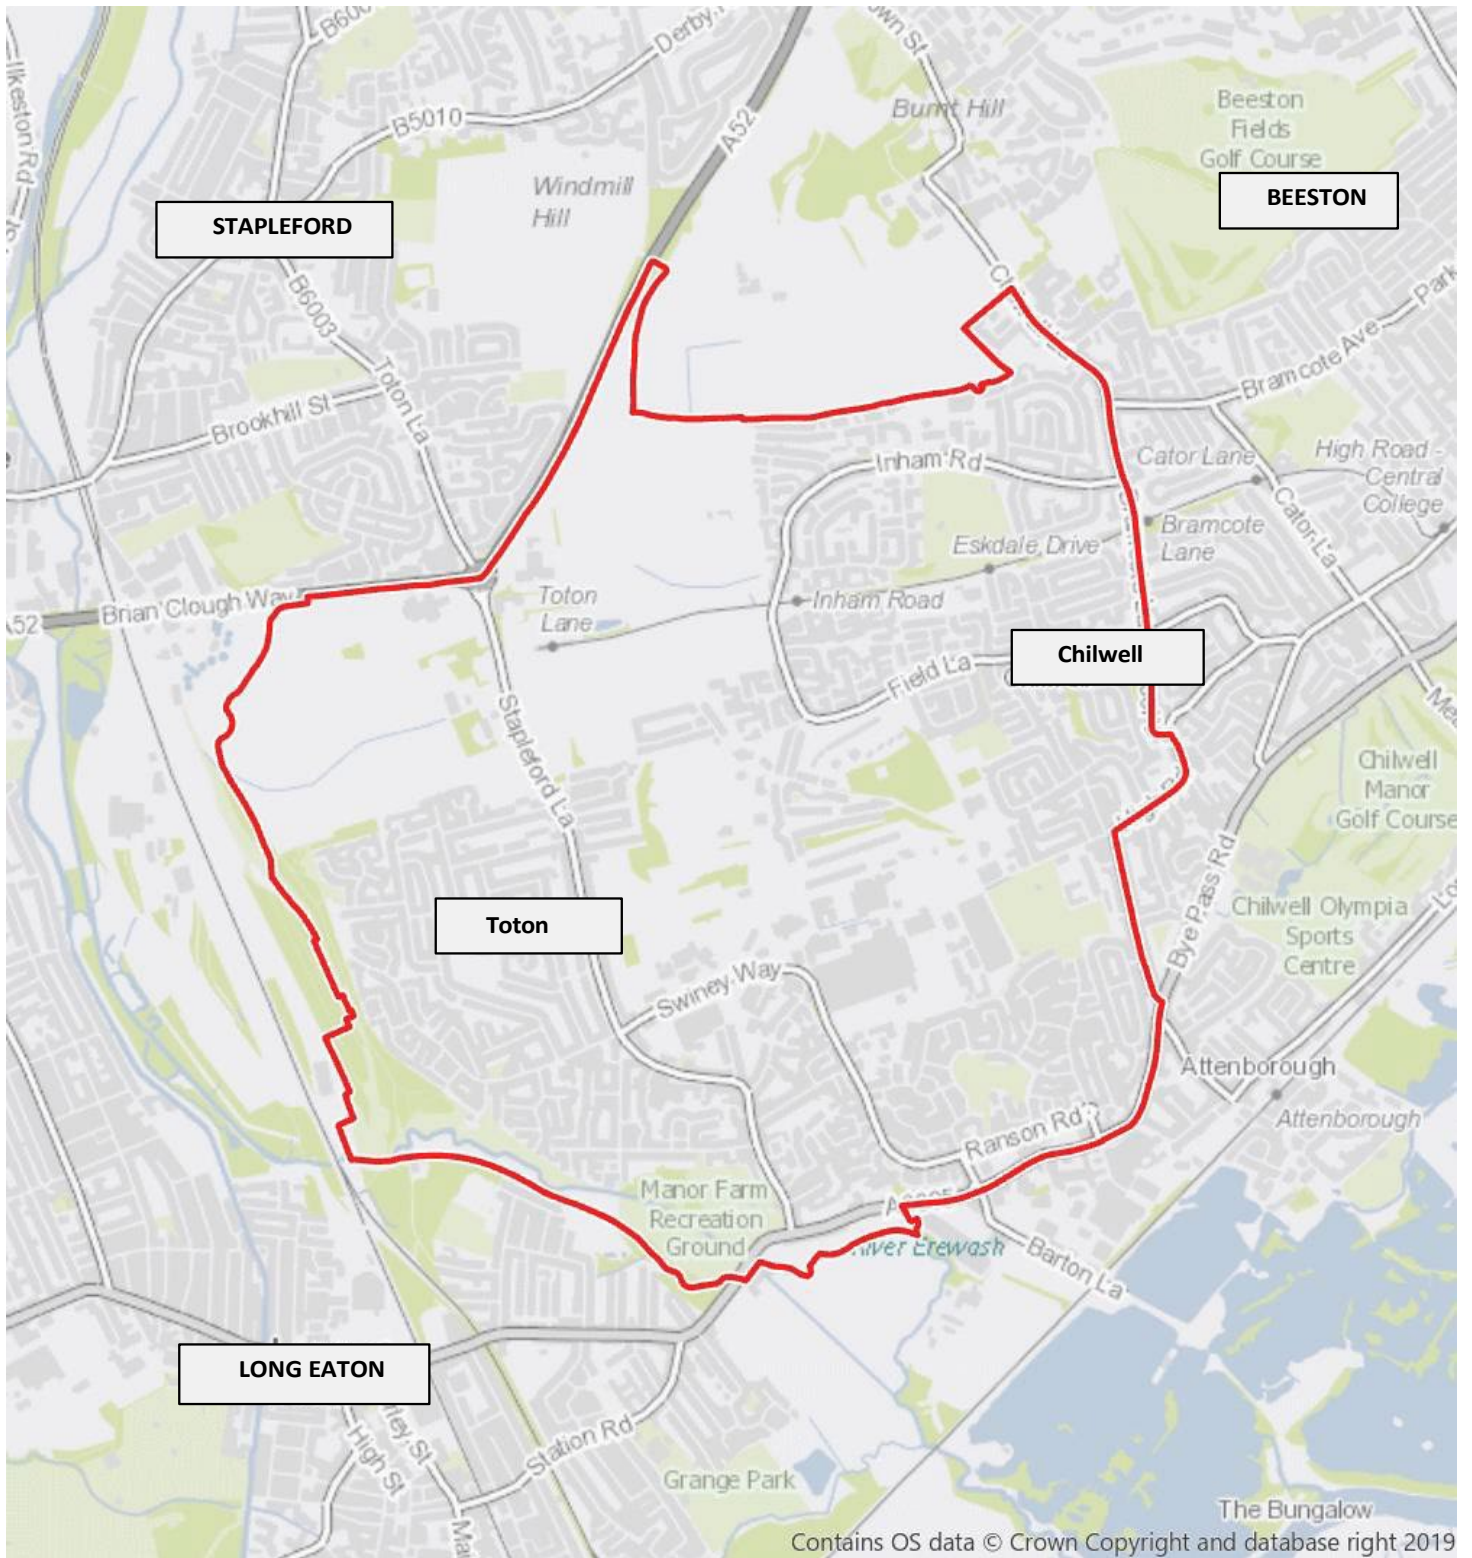 B600
Derby
Ilkeston Rd
B5010
A52
Burnt Hill
Beeston
Fields
Golf Course
Windmill
Hill
BEESTON
STAPLEFORD
B6003
Toton La
Park
Bramcote Ave
Brookhill St
Inham Rd
Cator Lane
High Road -
Central
College
Eskdale Drive
Bramcote
Lane
Cator La
Brian Clough Way
A52
Toton
Lane
Inham Road
Chilwell
Field La
Stapleford La
Chilwell
Manor
Golf Course
Bye Pass Rd
Chilwell Olympia
Sports
Centre
Toton
Swiney Way
Attenborough
Attenborough
Ranson Rd
Manor Farm
Recreation
Ground
River Erewash
Barton La
LONG EATON
High St
Station Rd
Grange Park
The Bungalow
Contains OS data © Crown Copyright and database right 2019